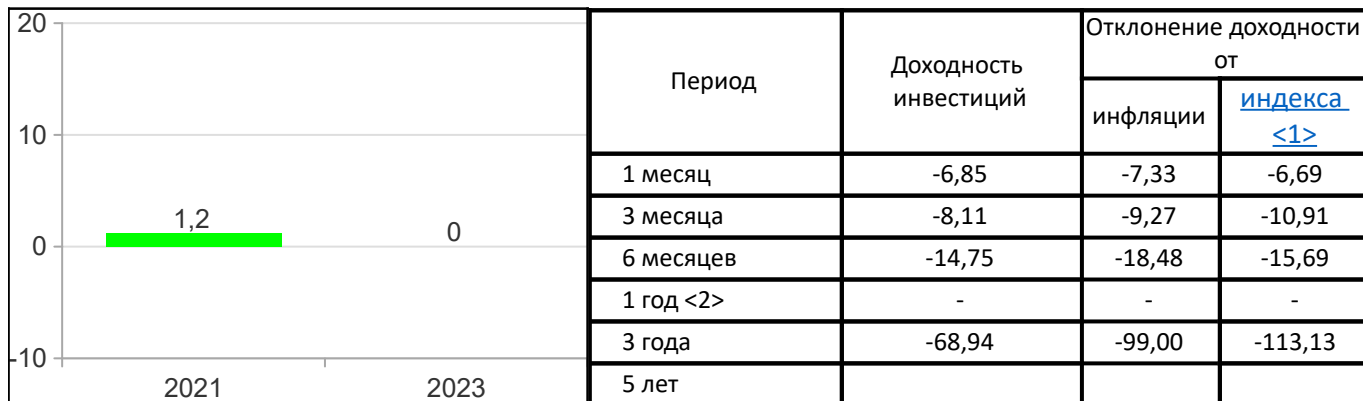 20
10
0
-10
1,2
0
2021
2023
Период
Доходность
инвестиций
Отклонение доходности
от
инфляции
индекса
<1>
1 месяц -6,85 -7,33 -6,69
3 месяца -8,11 -9,27 -10,91
6 месяцев -14,75 -18,48 -15,69
1 год <2> - - -
3 года -68,94 -99,00 -113,13
5 лет